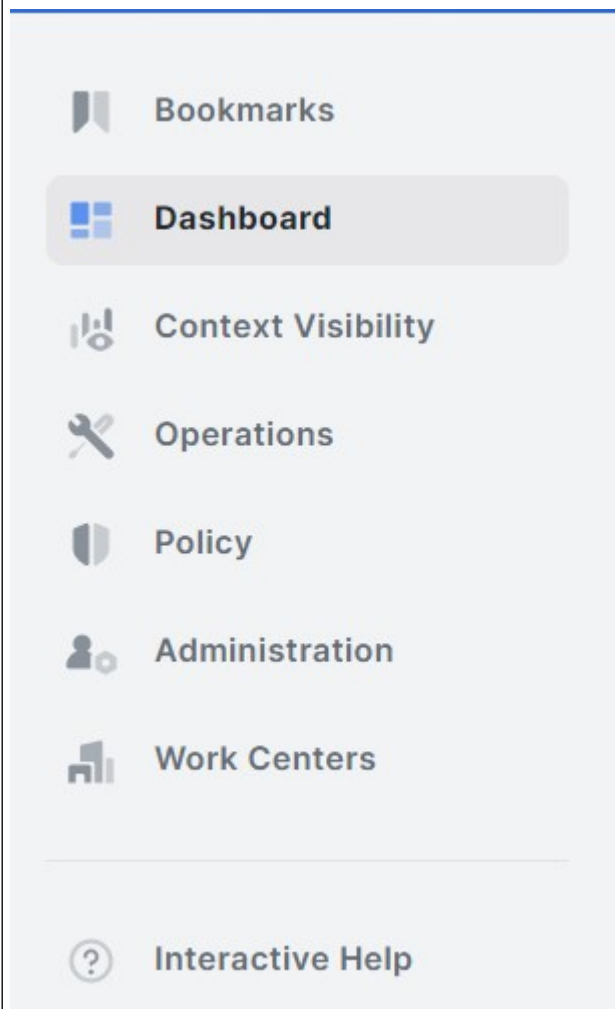 Bookmarks
Dashboard
Context Visibility
Operations
Policy
Administration
Work Centers
Interactive Help